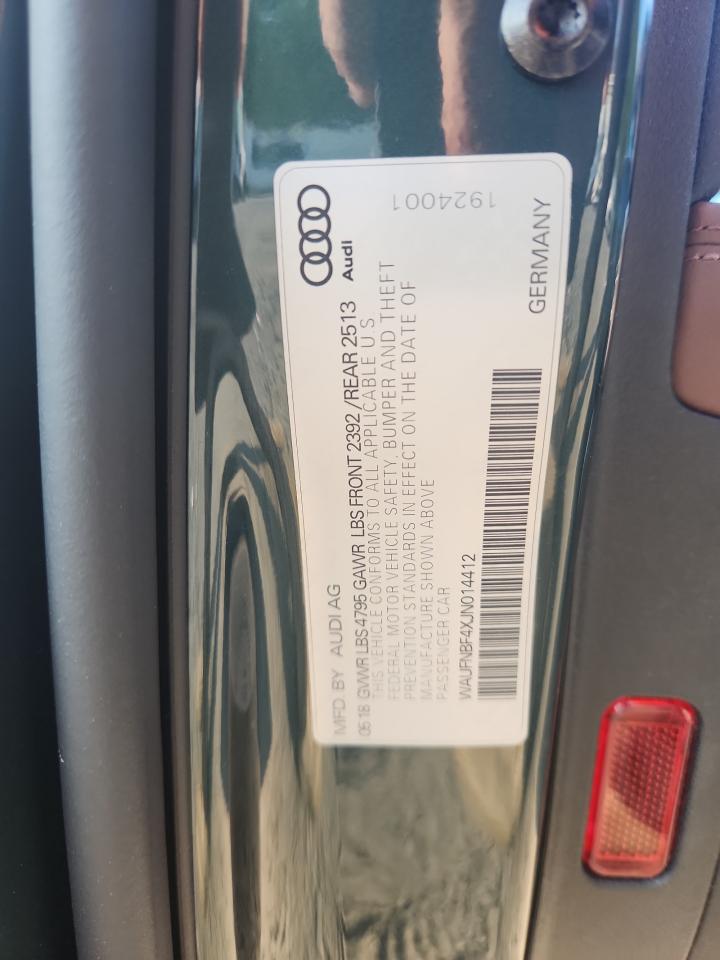 MFD. BY AUDI AG
05.18 GVWR LBS 4795 GAWR LBS FRONT 2392/REAR 2513
THIS VEHICLE CONFORMS TO ALL APPLICABLE U.S
FEDERAL MOTOR VEHICLE SAFETY, BUMPER AND THEFT
PREVENTION STANDARDS IN EFFECT ON THE DATE OF
MANUFACTURE SHOWN ABOVE
PASSENGER CAR
WAUFNBF4XJN014412
Audi
1924001
GERMANY